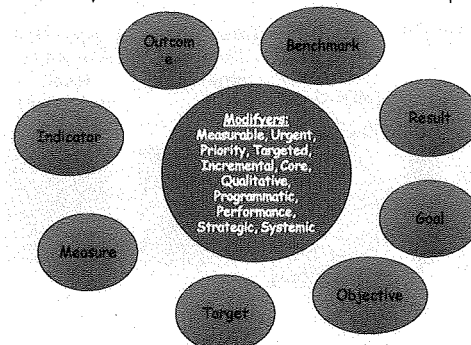 Outcom
e
Benchmark
Indicator
Modifyers:
Measurable, Urgent,
Priority, Targeted,
Incremental, Core,
Qualitative,
Programmatic,
Performance,
Strategic, Systemic
Result
Goal
Measure
Objective
Target